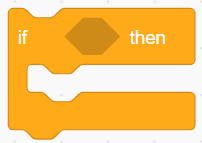 if then